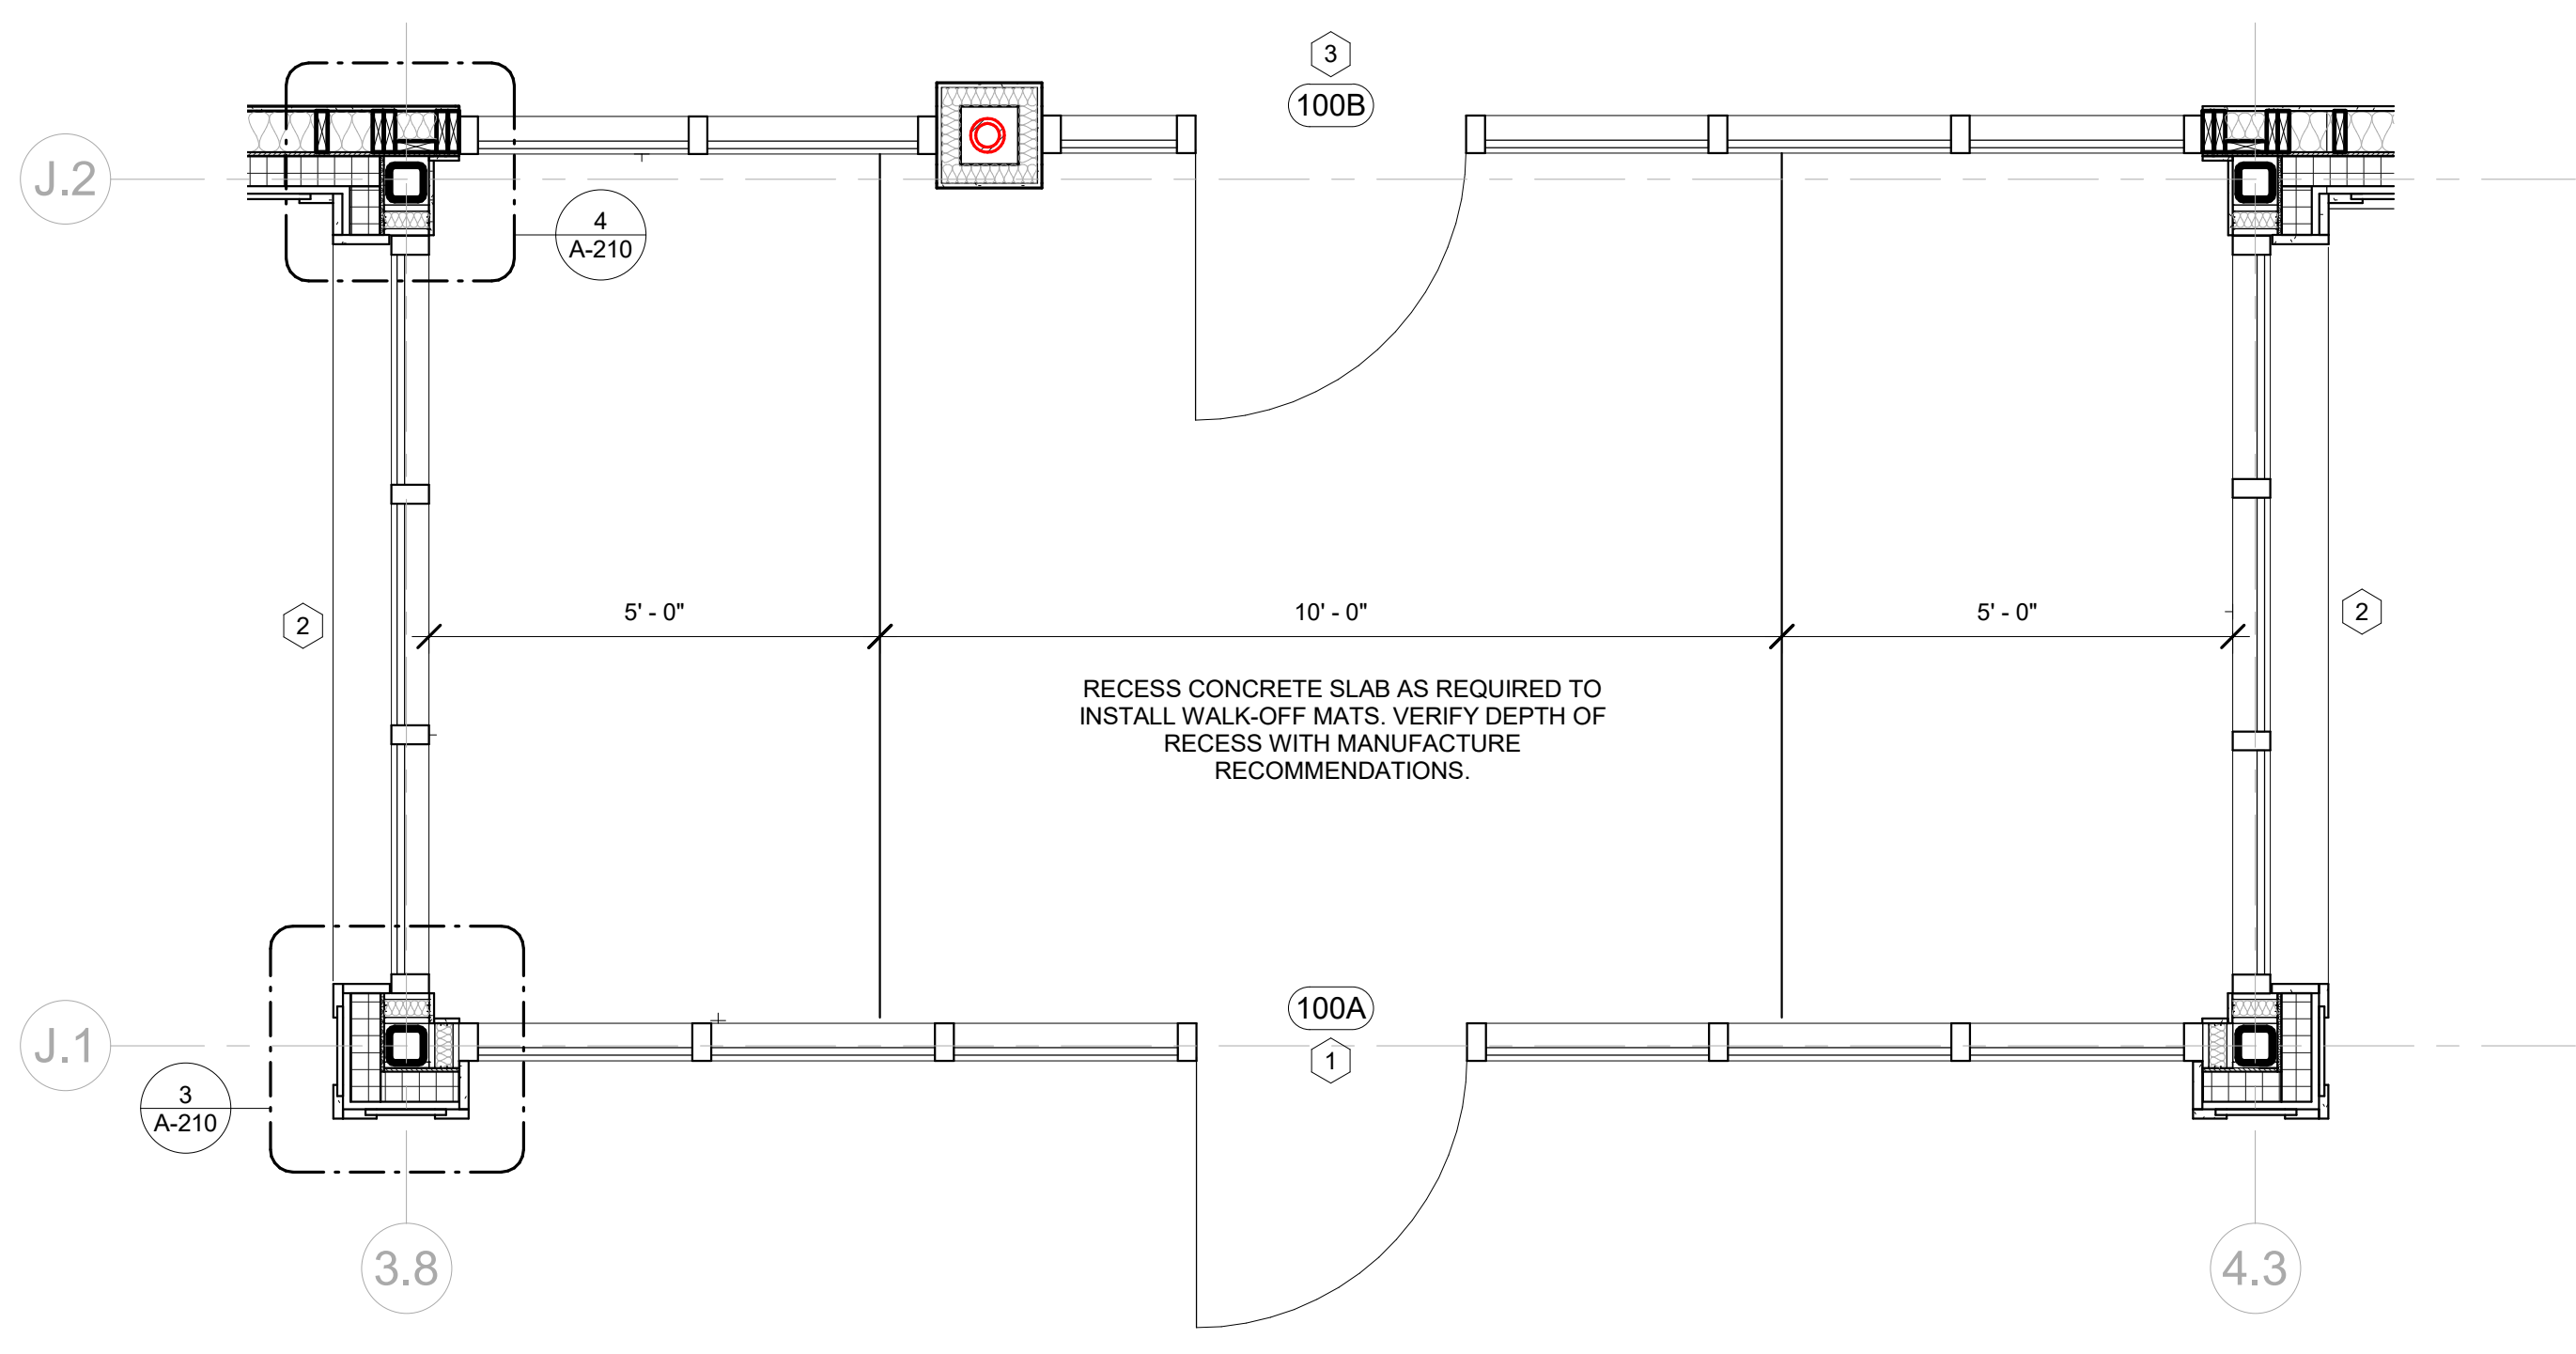 3
100B
J.2
4
A-210
5' - 0"
10' - 0"
5' - 0"
2
2
RECESS CONCRETE SLAB AS REQUIRED TO
INSTALL WALK-OFF MATS. VERIFY DEPTH OF
RECESS WITH MANUFACTURE
RECOMMENDATIONS.
100A
J.1
1
3
A-210
3.8
4.3